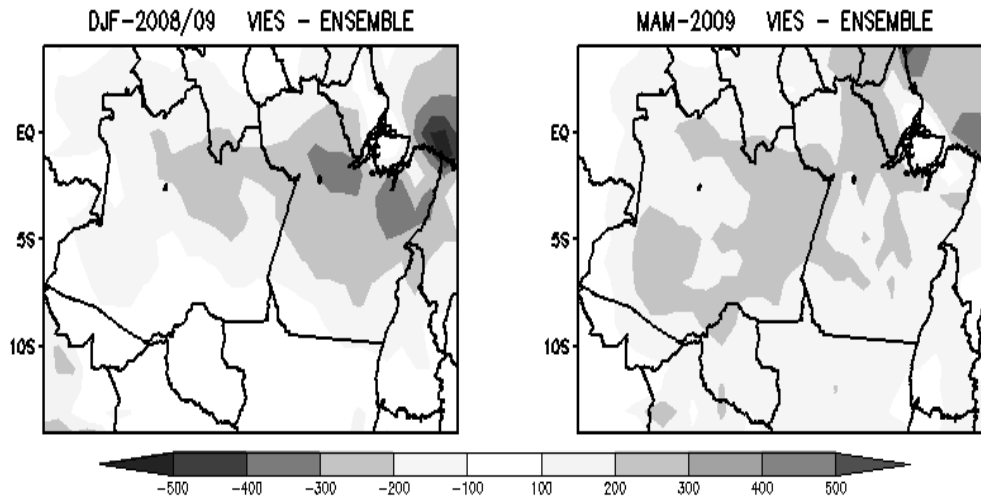 DJF-2008/09 VIES - ENSEMBLE
MAM-2009 VIES - ENSEMBLE
EQ
5S
10S
EQ
5S
10S
-500 -400 -300 -200 -100 100 200 300 400 500